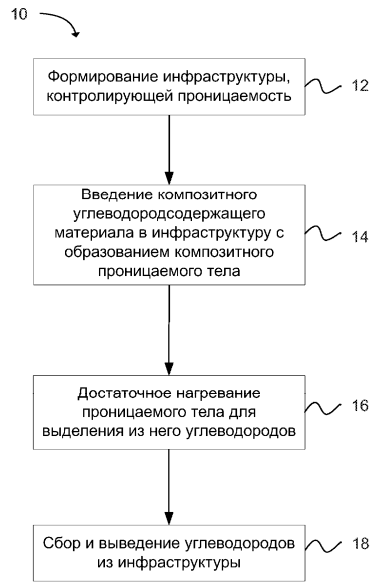 10
Формирование инфраструктуры,
контролирующей проницаемость
12
Введение композитного
углеводородсодержащего
материала в инфраструктуру с
образованием композитного
проницаемого тела
14
Достаточное нагревание
проницаемого тела для
выделения из него углеводородов
16
Сбор и выведение углеводородов
из инфраструктуры
18